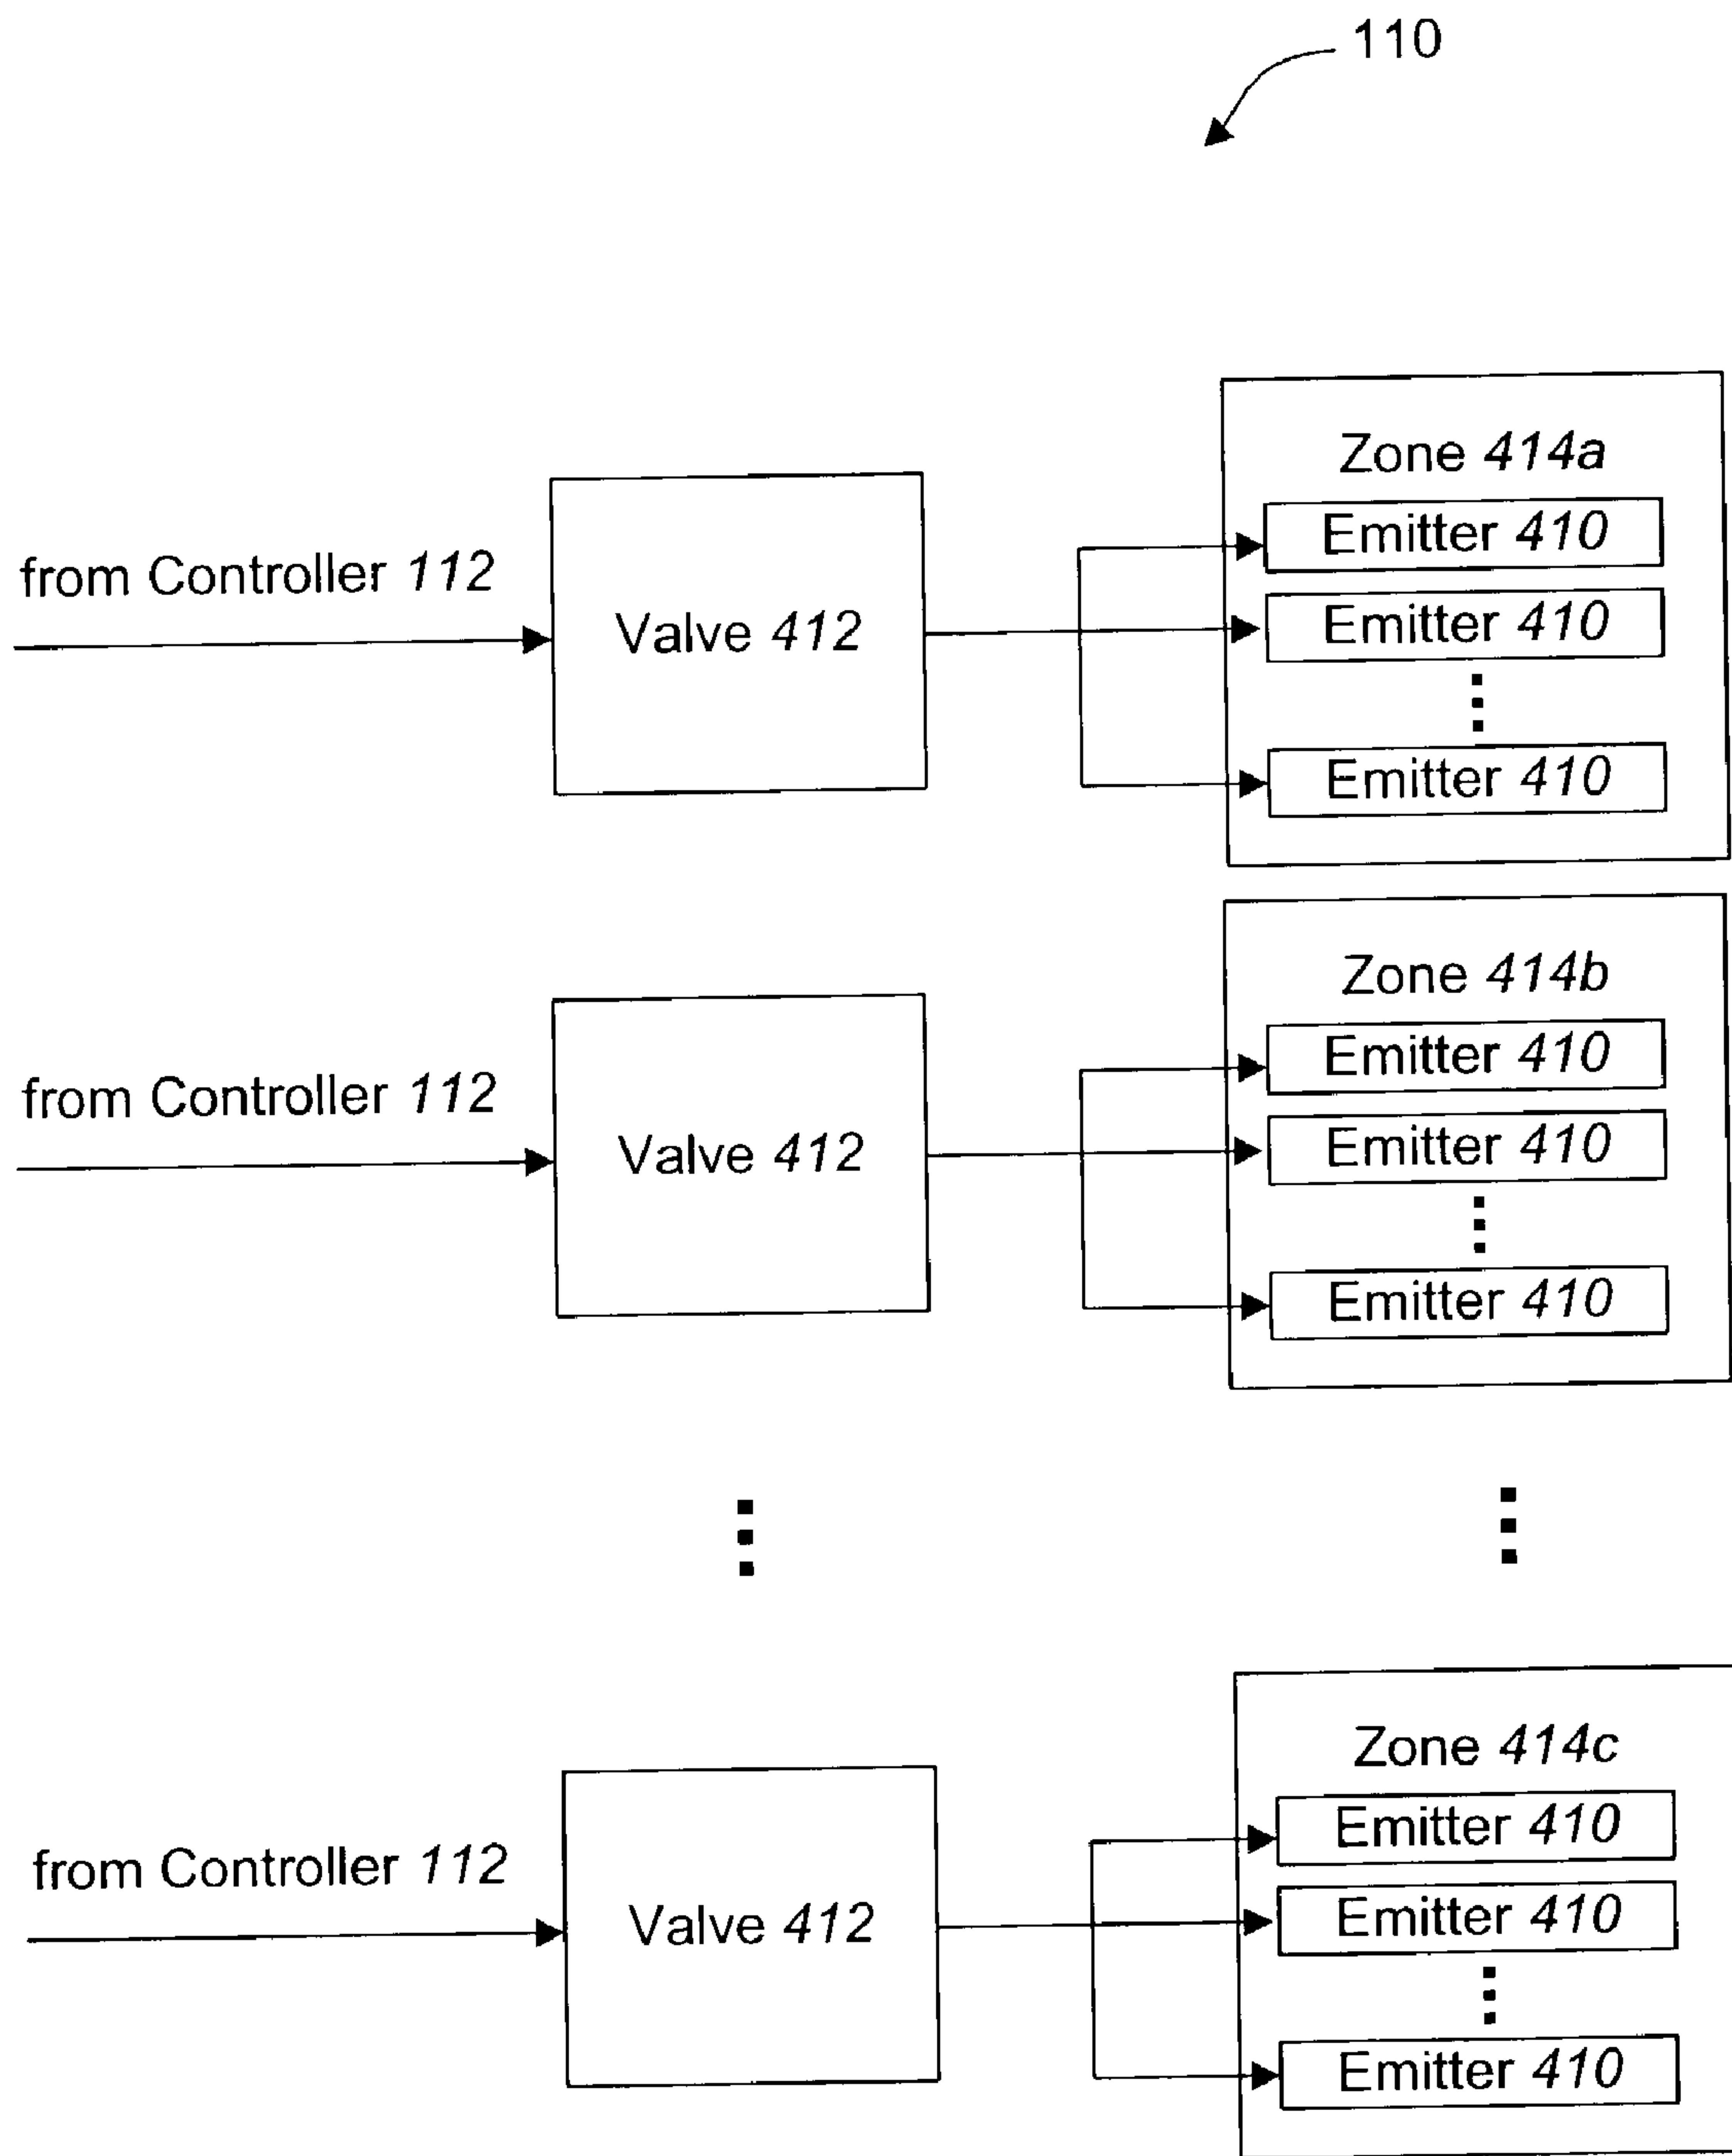 110
Zone 414a
Emitter 410
from Controller 112
Valve 412
Emitter 410
Emitter 410
Zone 414b
Emitter 410
from Controller 112
Valve 412
Emitter 410
Emitter 410
Zone 414c
Emitter 410
from Controller 112
Valve 412
Emitter 410
Emitter 410